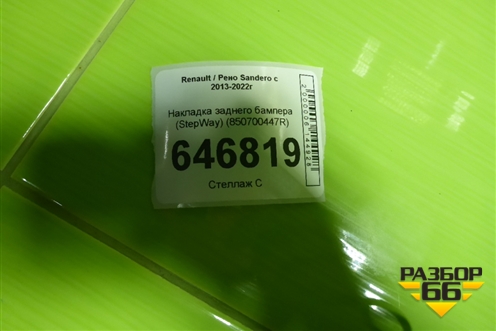 Renault / Рено Sandero с
2013-2022г
Накладка заднего бампера
(StepWay) (850700447R)
646819
Стеллаж С
РАЗБОР
66